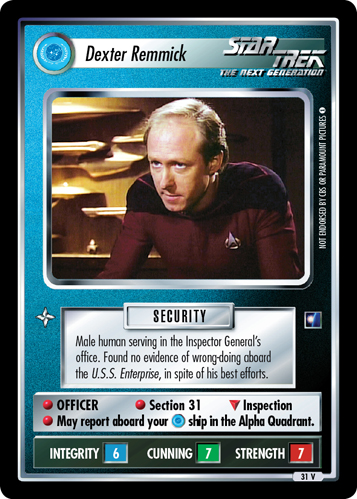 Dexter Remmick
STAR TREK
THE NEXT GENERATION
NOT ENDORSED BY CBS OR PARAMOUNT PICTURES
SECURITY
Male human serving in the Inspector General's
office. Found no evidence of wrong-doing aboard
the U.S.S. Enterprise, in spite of his best efforts.
OFFICER Section 31 Inspection
May report aboard your ship in the Alpha Quadrant.
INTEGRITY 6 CUNNING 7 STRENGTH 7
31 V